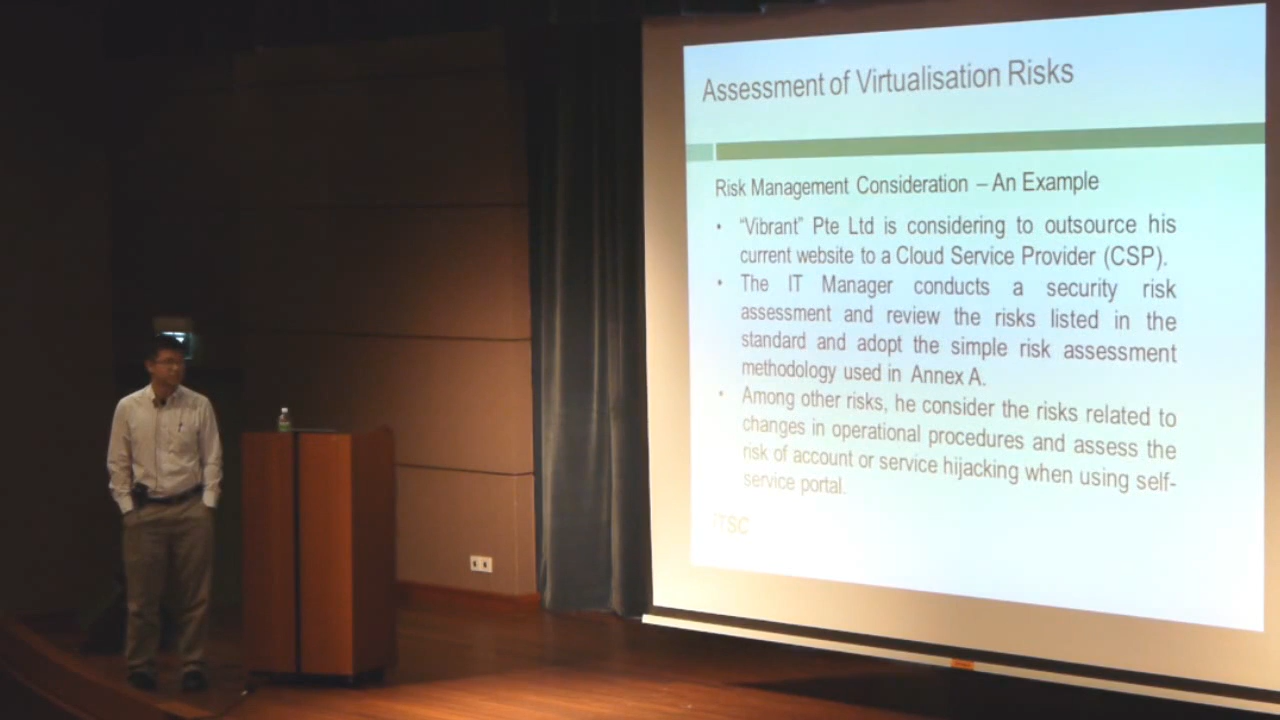 Assessment of Virtualisation Risks
Risk Management Consideration – An Example
• “Vibrant” Pte Ltd is considering to outsource his
current website to a Cloud Service Provider (CSP).
• The IT Manager conducts a security risk
assessment and review the risks listed in the
standard and adopt the simple risk assessment
methodology used in Annex A.
• Among other risks, he consider the risks related to
changes in operational procedures and assess the
risk of account or service hijacking when using self-
service portal.
ITSC